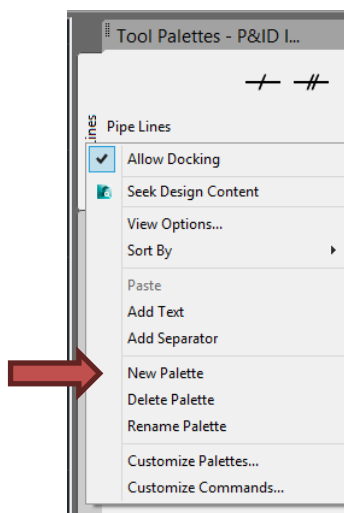 Tool Palettes - P&ID I...
Pipe Lines
Allow Docking
Seek Design Content
View Options...
Sort By
Paste
Add Text
Add Separator
New Palette
Delete Palette
Rename Palette
Customize Palettes...
Customize Commands...